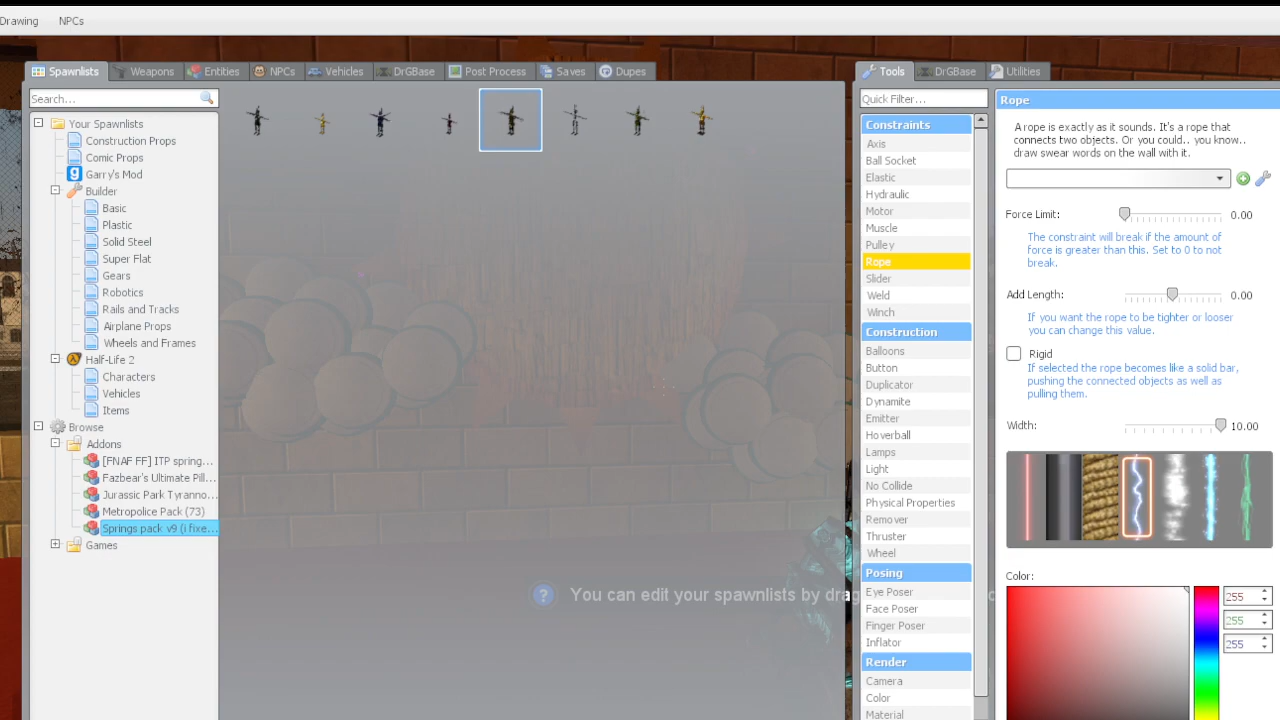 Drawing NPCs
Spawnlists Weapons Entities NPCs Vehicles DrGBase Post Process Saves Dupes
Search...
Your Spawnlists
Construction Props
Comic Props
Garry's Mod
Builder
Basic
Plastic
Solid Steel
Super Flat
Gears
Robotics
Rails and Tracks
Airplane Props
Wheels and Frames
Half-Life 2
Characters
Vehicles
Items
Browse
Addons
[FNAF FF] ITP spring...
Fazbear's Ultimate Pill...
Jurassic Park Tyranno...
Metropolice Pack (73)
Springs pack v9 (i fixe...
Games
You can edit your spawnlists by drag
Tools DrGBase Utilities
Quick Filter...
Constraints
Axis
Ball Socket
Elastic
Hydraulic
Motor
Muscle
Pulley
Rope
Slider
Weld
Winch
Construction
Balloons
Button
Duplicator
Dynamite
Emitter
Hoverball
Lamps
Light
No Collide
Physical Properties
Remover
Thruster
Wheel
Posing
Eye Poser
Face Poser
Finger Poser
Inflator
Render
Camera
Color
Material
Rope
A rope is exactly as it sounds. It's a rope that
connects two objects. Or you could.. you know..
draw swear words on the wall with it.
Force Limit: 0.00
The constraint will break if the amount of
force is greater than this. Set to 0 to not
break.
Add Length: 0.00
If you want the rope to be tighter or looser
you can change this value.
Rigid
If selected the rope becomes like a solid bar,
pushing the connected objects as well as
pulling them.
Width: 10.00
Color:
255
255
255